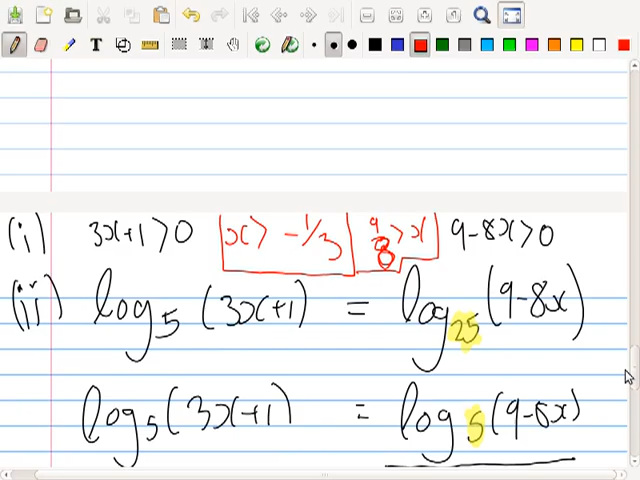 (i) 3x+1>0 x > -1/3 9/8 > x 9-8x>0
(ii) log₅ (3x+1) = log₂₅ (9-8x)
log₅ (3x+1) = log₅ (9-8x)